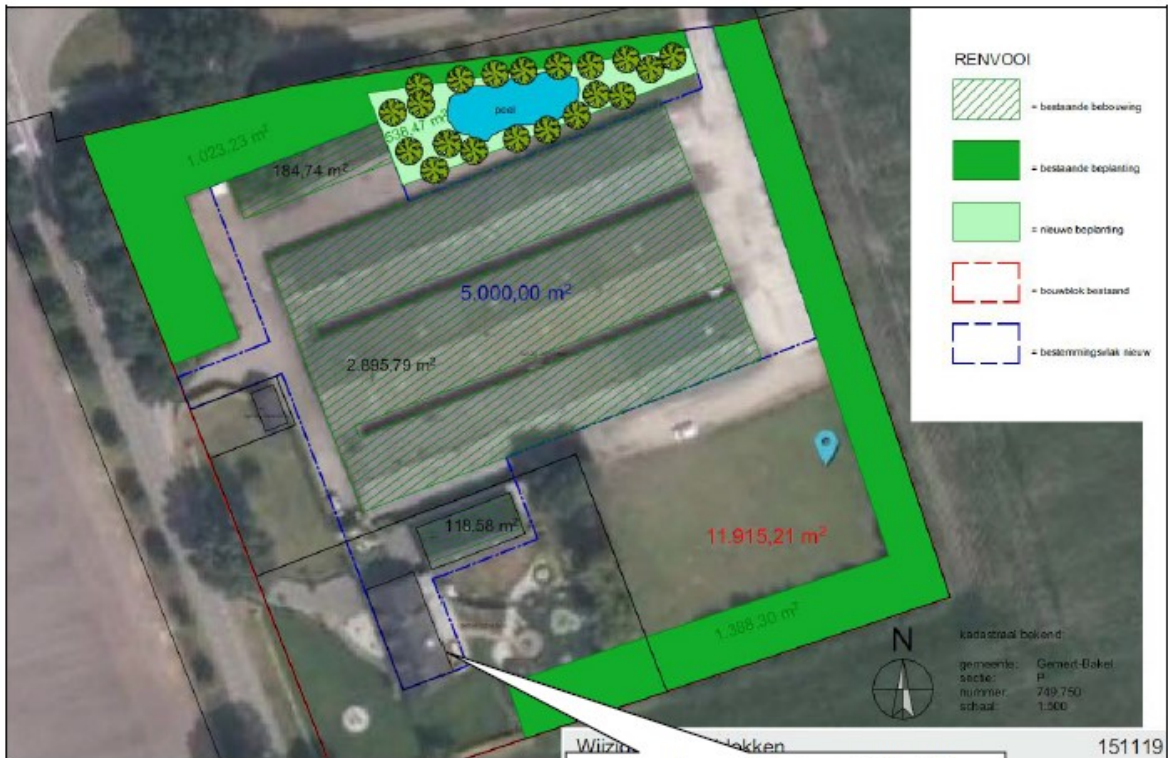 RENVOOI
= bestaande bebouwing
= bestaande beplanting
= nieuwe beplanting
= bouwblok bestaand
= bestemmingsvlak nieuw
poel
638,47 m²
1.023,23 m²
184,74 m²
5.000,00 m²
2.895,79 m²
118,58 m²
11.915,21 m²
1.388,30 m²
N
kadastraal bekend:
gemeente: Gemert-Bakel
sectie: P
nummer: 749,750
schaal: 1:500
151119